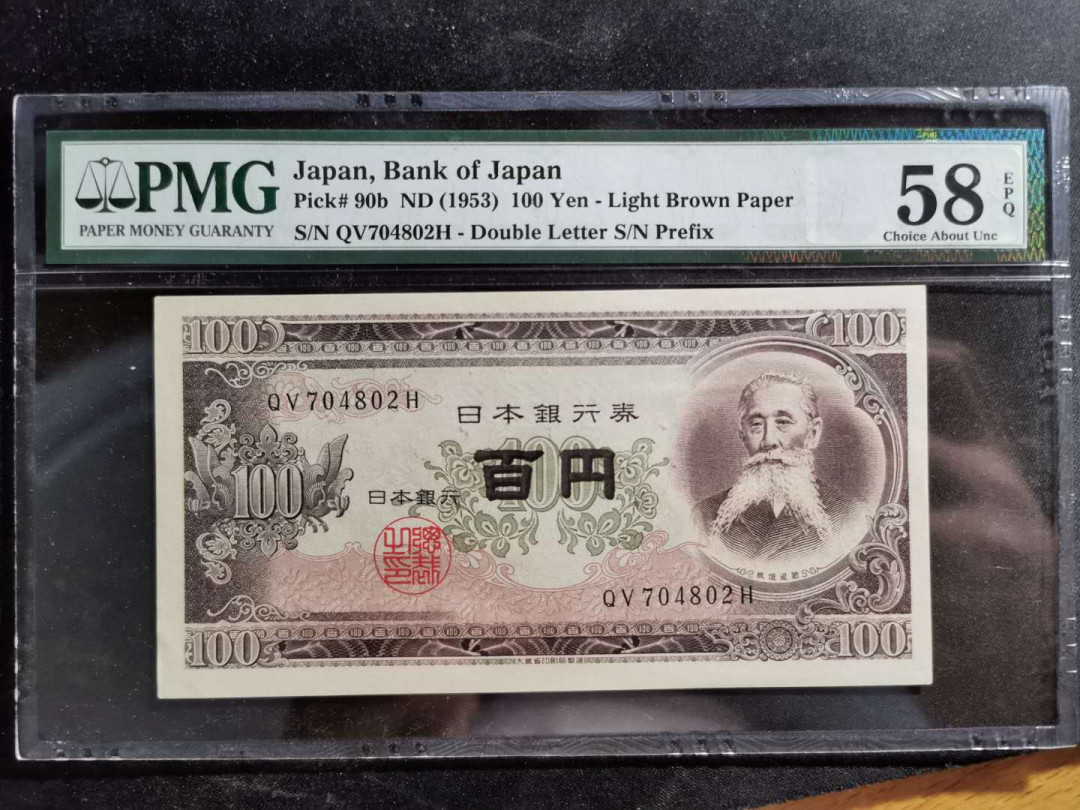 PMG
PAPER MONEY GUARANTY
Japan, Bank of Japan
Pick# 90b ND (1953) 100 Yen - Light Brown Paper
S/N QV704802H - Double Letter S/N Prefix
58
EPQ
Choice About Unc
100
100
QV704802H
日本銀行券
100
100
百円
日本銀行
QV704802H
100
100